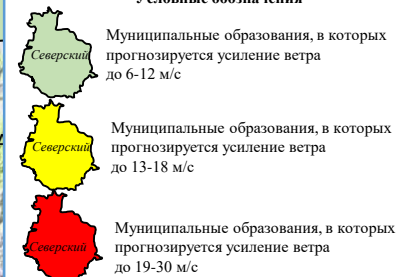 Условные обозначения
Северский
Муниципальные образования, в которых
прогнозируется усиление ветра
до 6-12 м/с
Северский
Муниципальные образования, в которых
прогнозируется усиление ветра
до 13-18 м/с
Северский
Муниципальные образования, в которых
прогнозируется усиление ветра
до 19-30 м/с